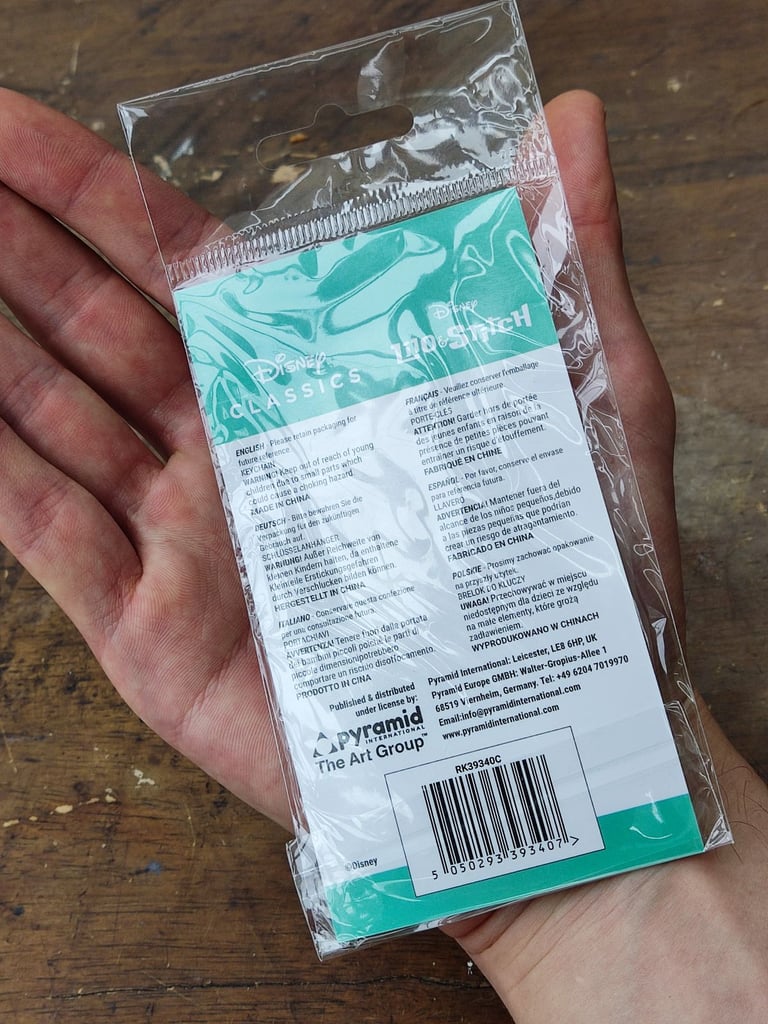 Disney
CLASSICS
Disney
Lilo & Stitch
ENGLISH - Please retain packaging for
future reference.
KEYCHAIN
WARNING! Keep out of reach of young
children due to small parts which
could cause a choking hazard.
MADE IN CHINA
DEUTSCH - Bitte bewahren Sie die
Verpackung für den zukünftigen
Gebrauch auf.
SCHLÜSSELANHÄNGER
WARNUNG! Außer Reichweite von
kleinen Kindern halten, da enthaltene
Kleinteile Erstickungsgefahren
durch Verschlucken bilden können.
HERGESTELLT IN CHINA
ITALIANO - Conservare questa confezione
per una consultazione futura.
PORTACHIAVI
AVVERTENZA! Tenere fuori dalla portata
dei bambini piccoli poiché le parti di
piccole dimensioni potrebbero
comportare un rischio di soffocamento.
PRODOTTO IN CINA
FRANÇAIS - Veuillez conserver l'emballage
à titre de référence ultérieure.
PORTE-CLÉS
ATTENTION! Garder hors de portée
des jeunes enfants en raison de la
présence de petites pièces pouvant
entraîner un risque d'étouffement.
FABRIQUÉ EN CHINE
ESPAÑOL - Por favor, conserve el envase
para referencia futura.
LLAVERO
ADVERTENCIA! Mantener fuera del
alcance de los niños pequeños, debido
a las piezas pequeñas que podrían
crear un riesgo de atragantamiento.
FABRICADO EN CHINA
POLSKIE - Prosimy zachować opakowanie
na przyszły użytek.
BRELOK DO KLUCZY
UWAGA! Przechowywać w miejscu
niedostępnym dla dzieci ze względu
na małe elementy, które grożą
zadławieniem.
WYPRODUKOWANO W CHINACH
Published & distributed
under license by:
Pyramid
INTERNATIONAL
The Art Group™
Pyramid International: Leicester, LE8 6HP, UK
Pyramid Europe GMBH: Walter-Gropius-Allee 1
68519 Viernheim, Germany. Tel: +49 6204 7019970
Email:info@pyramidinternational.com
www.pyramidinternational.com
RK39340C
5 050293 393407 >
©Disney